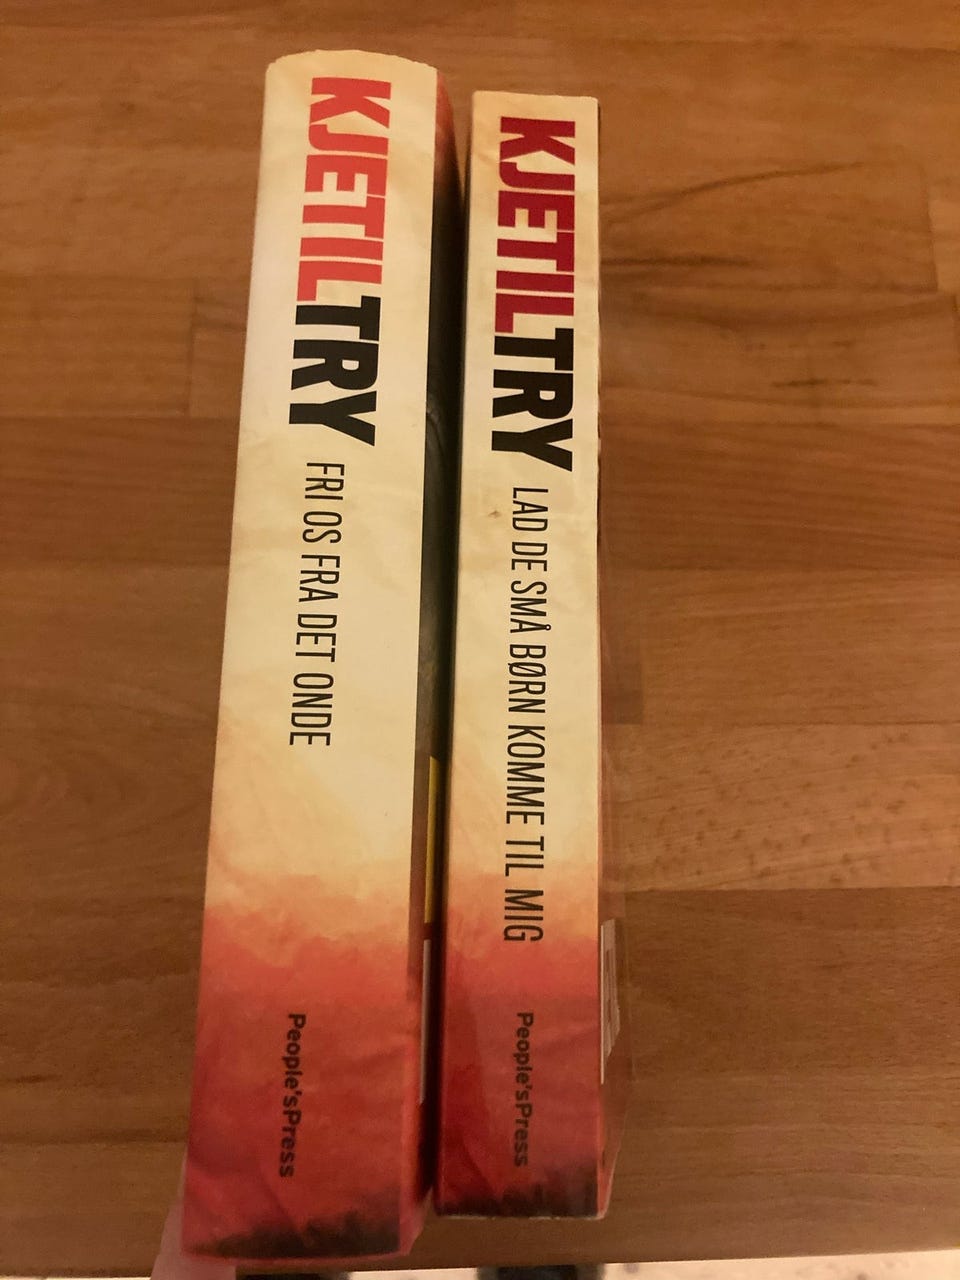 KJETIL TRY
FRI OS FRA DET ONDE
People'sPress
KJETIL TRY
LAD DE SMÅ BØRN KOMME TIL MIG
People'sPress